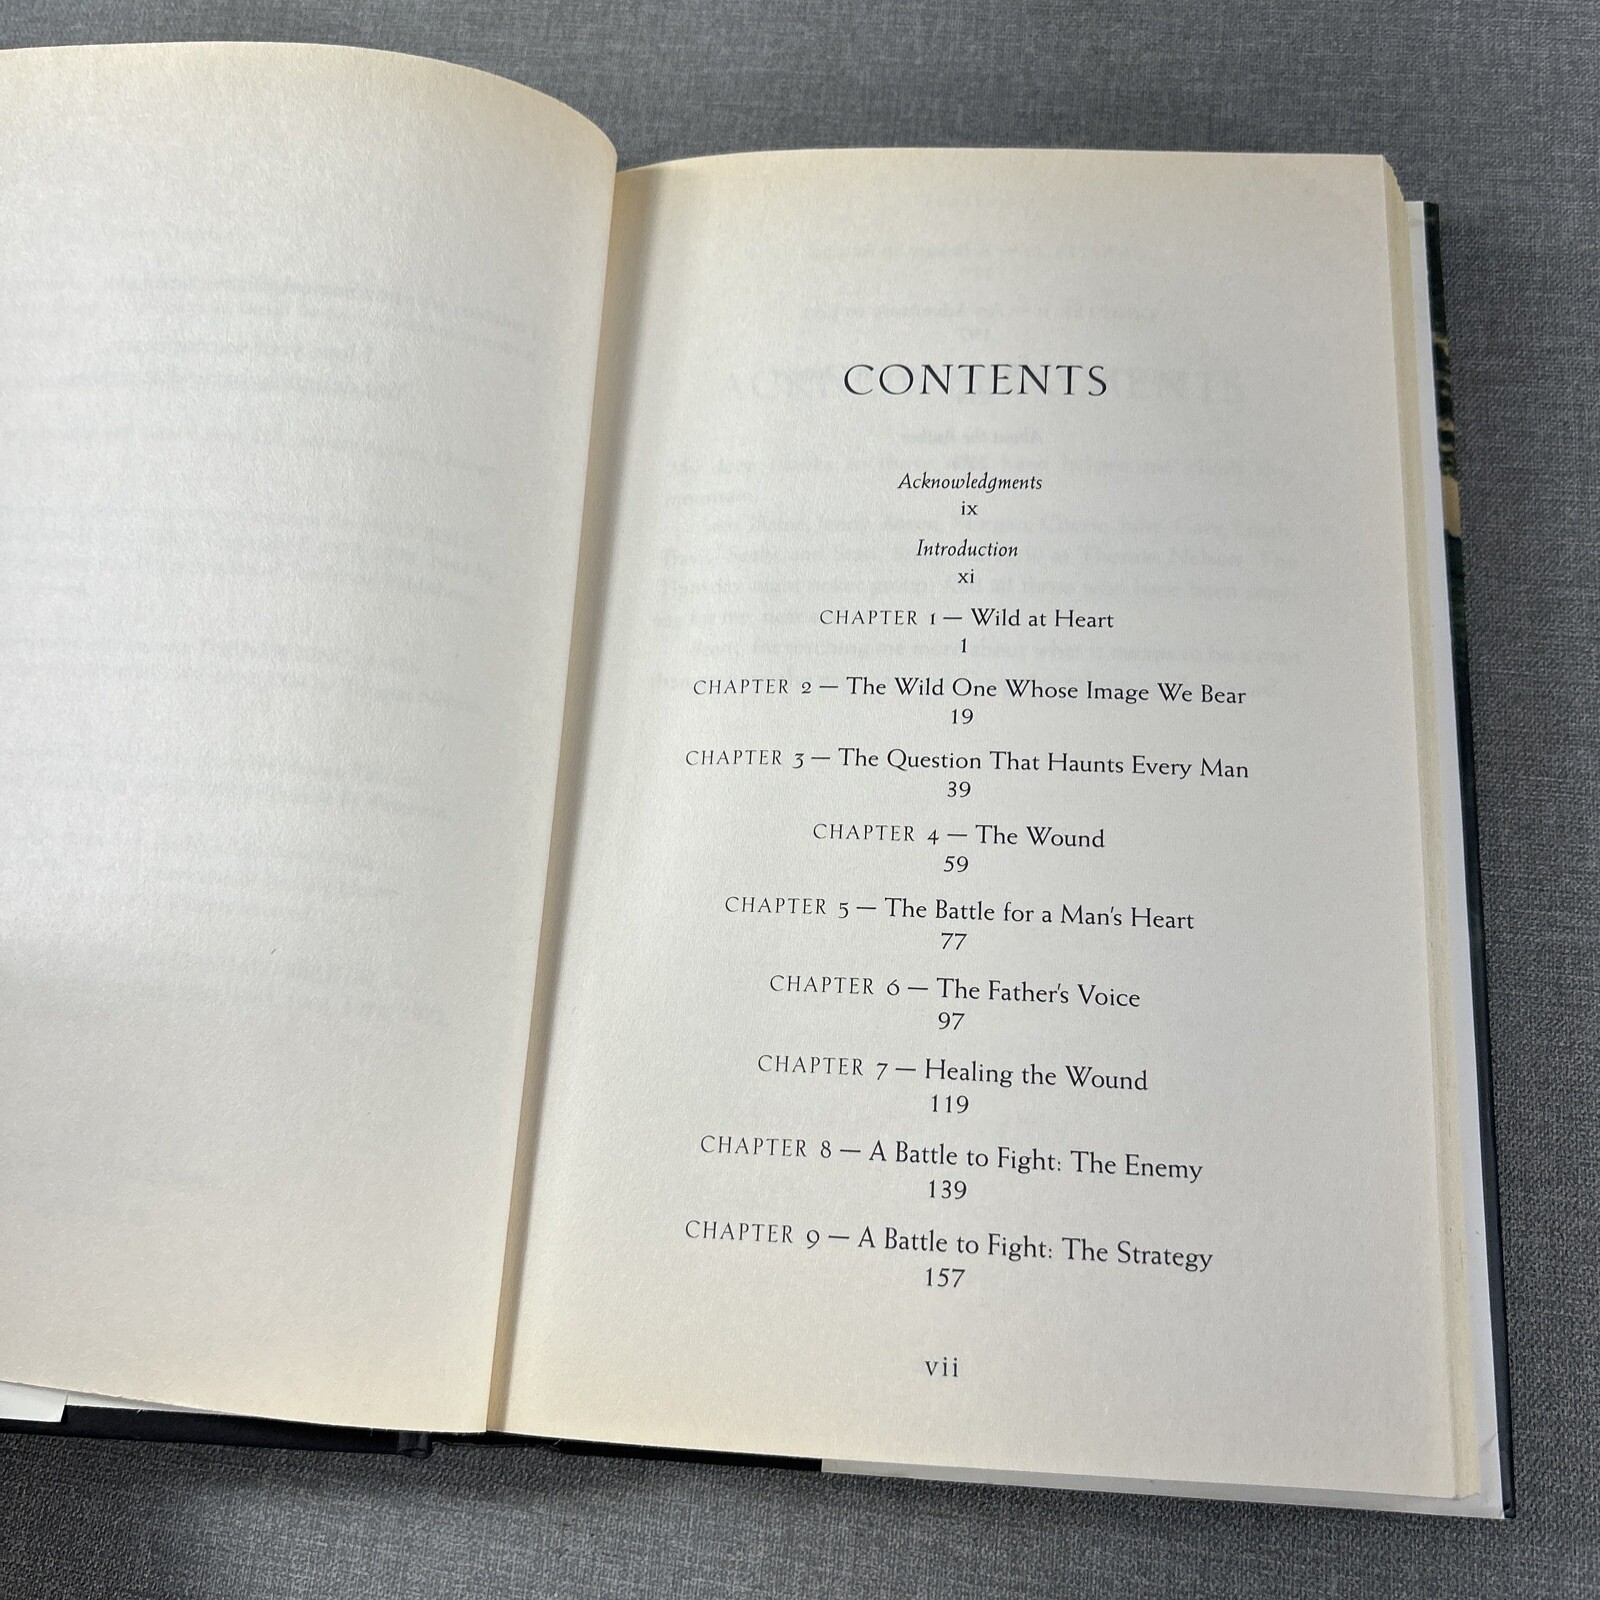 CONTENTS
Acknowledgments
ix
Introduction
xi
CHAPTER 1 — Wild at Heart
1
CHAPTER 2 — The Wild One Whose Image We Bear
19
CHAPTER 3 — The Question That Haunts Every Man
39
CHAPTER 4 — The Wound
59
CHAPTER 5 — The Battle for a Man's Heart
77
CHAPTER 6 — The Father's Voice
97
CHAPTER 7 — Healing the Wound
119
CHAPTER 8 — A Battle to Fight: The Enemy
139
CHAPTER 9 — A Battle to Fight: The Strategy
157
vii